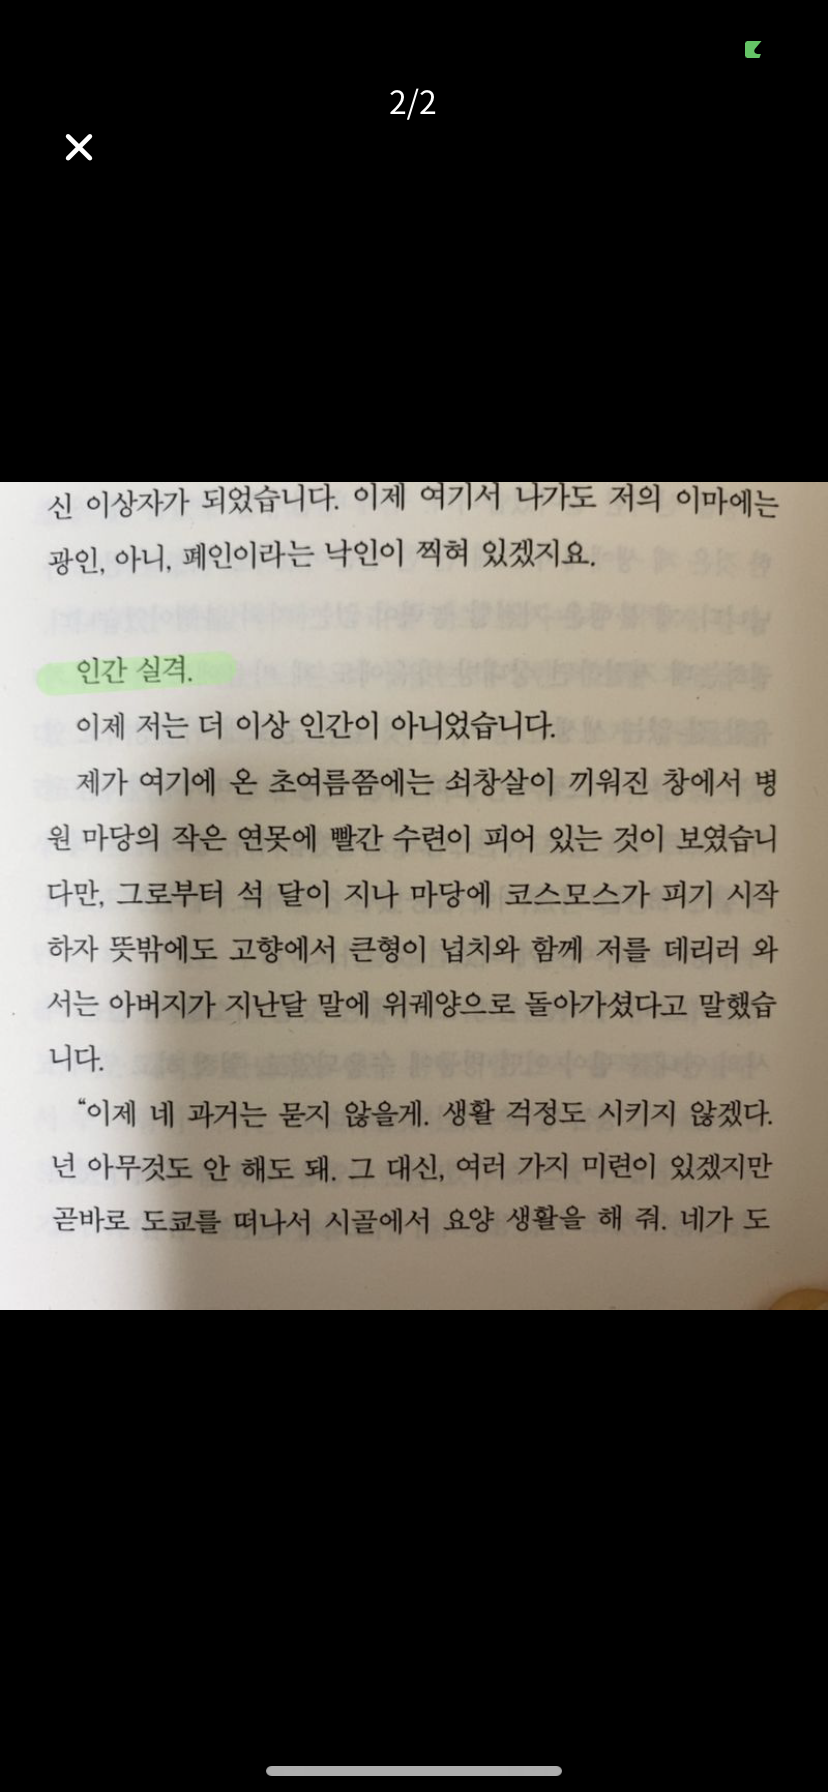 2/2
신 이상자가 되었습니다. 이제 여기서 나가도 저의 이마에는
광인, 아니, 폐인이라는 낙인이 찍혀 있겠지요.
인간 실격.
이제 저는 더 이상 인간이 아니었습니다.
제가 여기에 온 초여름쯤에는 쇠창살이 끼워진 창에서 병
원 마당의 작은 연못에 빨간 수련이 피어 있는 것이 보였습니
다만, 그로부터 석 달이 지나 마당에 코스모스가 피기 시작
하자 뜻밖에도 고향에서 큰형이 넙치와 함께 저를 데리러 와
서는 아버지가 지난달 말에 위궤양으로 돌아가셨다고 말했습
니다.
“이제 네 과거는 묻지 않을게. 생활 걱정도 시키지 않겠다.
넌 아무것도 안 해도 돼. 그 대신, 여러 가지 미련이 있겠지만
곧바로 도쿄를 떠나서 시골에서 요양 생활을 해 줘. 네가 도